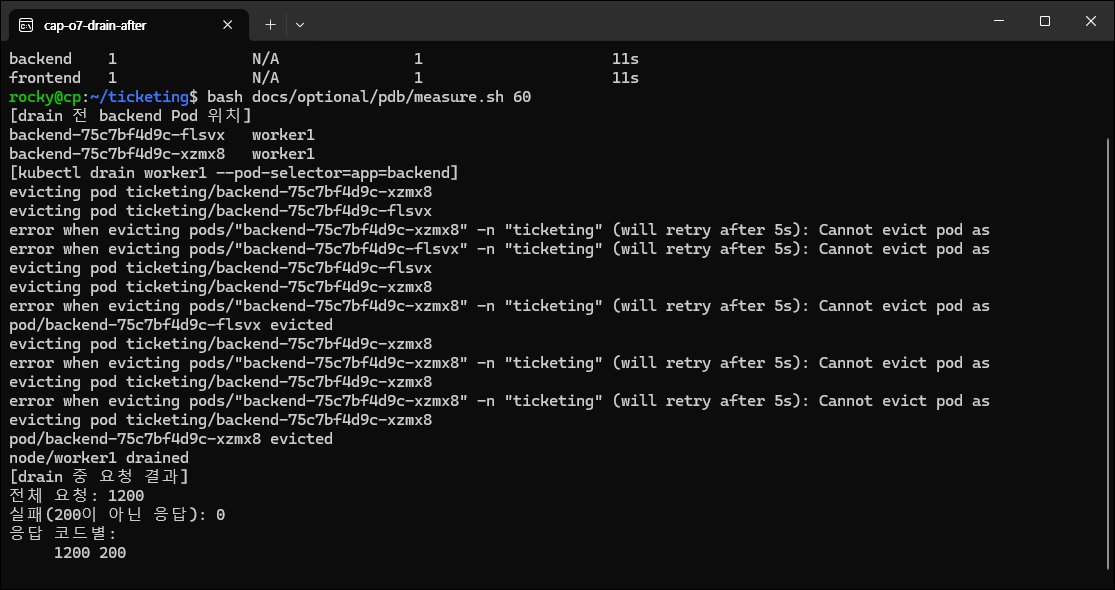 cap-o7-drain-after
backend 1 N/A 1 11s
frontend 1 N/A 1 11s
rocky@cp:~/ticketing$ bash docs/optional/pdb/measure.sh 60
[drain 전 backend Pod 위치]
backend-75c7bf4d9c-flsvx worker1
backend-75c7bf4d9c-xzmx8 worker1
[kubectl drain worker1 --pod-selector=app=backend]
evicting pod ticketing/backend-75c7bf4d9c-xzmx8
evicting pod ticketing/backend-75c7bf4d9c-flsvx
error when evicting pods/"backend-75c7bf4d9c-xzmx8" -n "ticketing" (will retry after 5s): Cannot evict pod as
error when evicting pods/"backend-75c7bf4d9c-flsvx" -n "ticketing" (will retry after 5s): Cannot evict pod as
evicting pod ticketing/backend-75c7bf4d9c-flsvx
evicting pod ticketing/backend-75c7bf4d9c-xzmx8
error when evicting pods/"backend-75c7bf4d9c-xzmx8" -n "ticketing" (will retry after 5s): Cannot evict pod as
pod/backend-75c7bf4d9c-flsvx evicted
evicting pod ticketing/backend-75c7bf4d9c-xzmx8
error when evicting pods/"backend-75c7bf4d9c-xzmx8" -n "ticketing" (will retry after 5s): Cannot evict pod as
evicting pod ticketing/backend-75c7bf4d9c-xzmx8
error when evicting pods/"backend-75c7bf4d9c-xzmx8" -n "ticketing" (will retry after 5s): Cannot evict pod as
evicting pod ticketing/backend-75c7bf4d9c-xzmx8
pod/backend-75c7bf4d9c-xzmx8 evicted
node/worker1 drained
[drain 중 요청 결과]
전체 요청: 1200
실패(200이 아닌 응답): 0
응답 코드별:
1200 200